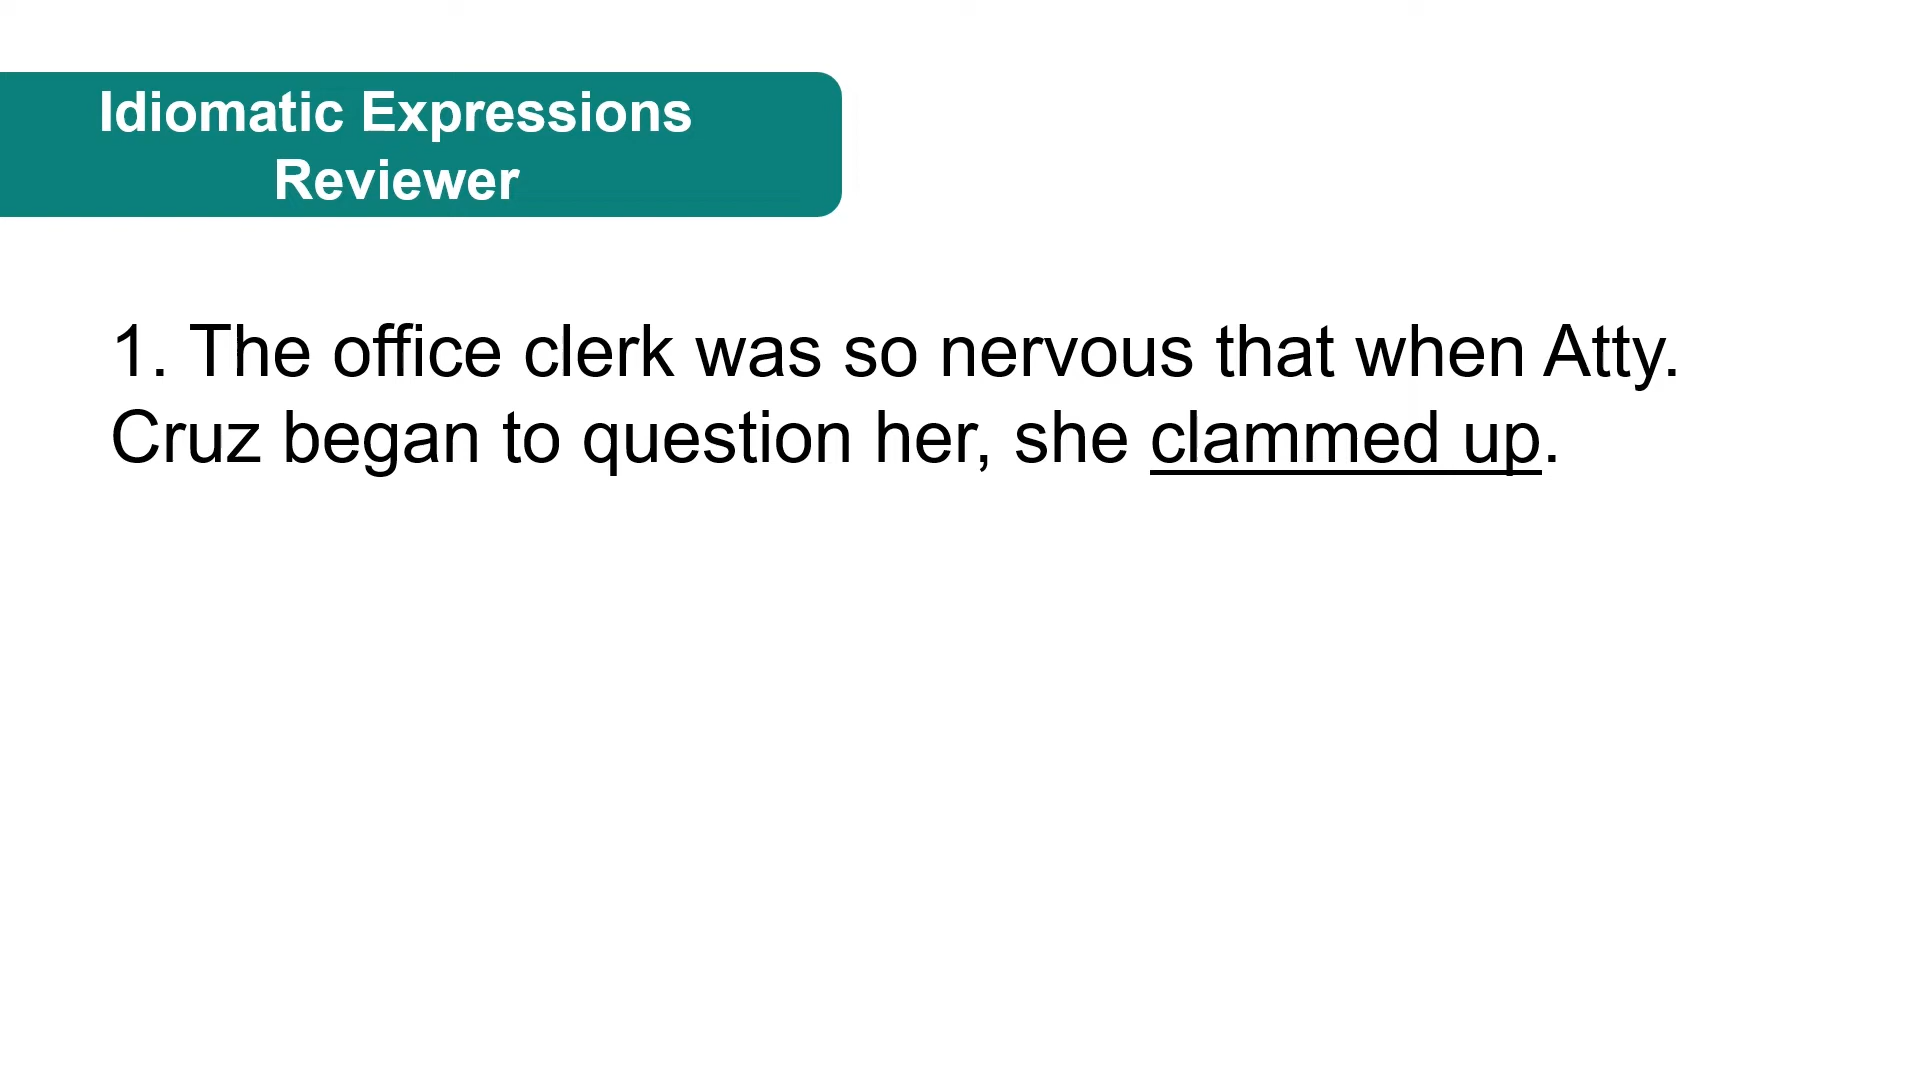 Idiomatic Expressions
Reviewer
1. The office clerk was so nervous that when Atty.
Cruz began to question her, she clammed up.